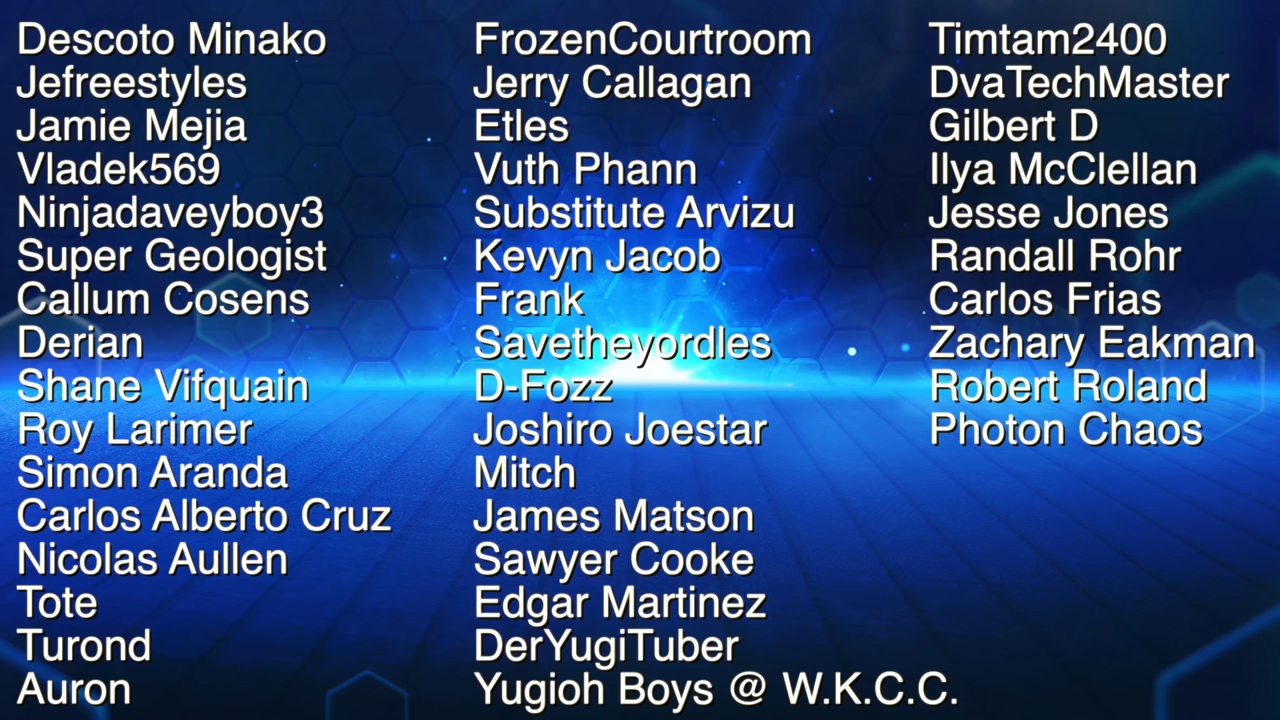 Descoto Minako
Jefreestyles
Jamie Mejia
Vladek569
Ninjadaveyboy3
Super Geologist
Callum Cosens
Derian
Shane Vifquain
Roy Larimer
Simon Aranda
Carlos Alberto Cruz
Nicolas Aullen
Tote
Turond
Auron
FrozenCourtroom
Jerry Callagan
Etles
Vuth Phann
Substitute Arvizu
Kevyn Jacob
Frank
Savetheyordles
D-Fozz
Joshiro Joestar
Mitch
James Matson
Sawyer Cooke
Edgar Martinez
DerYugiTuber
Yugioh Boys @ W.K.C.C.
Timtam2400
DvaTechMaster
Gilbert D
Ilya McClellan
Jesse Jones
Randall Rohr
Carlos Frias
Zachary Eakman
Robert Roland
Photon Chaos